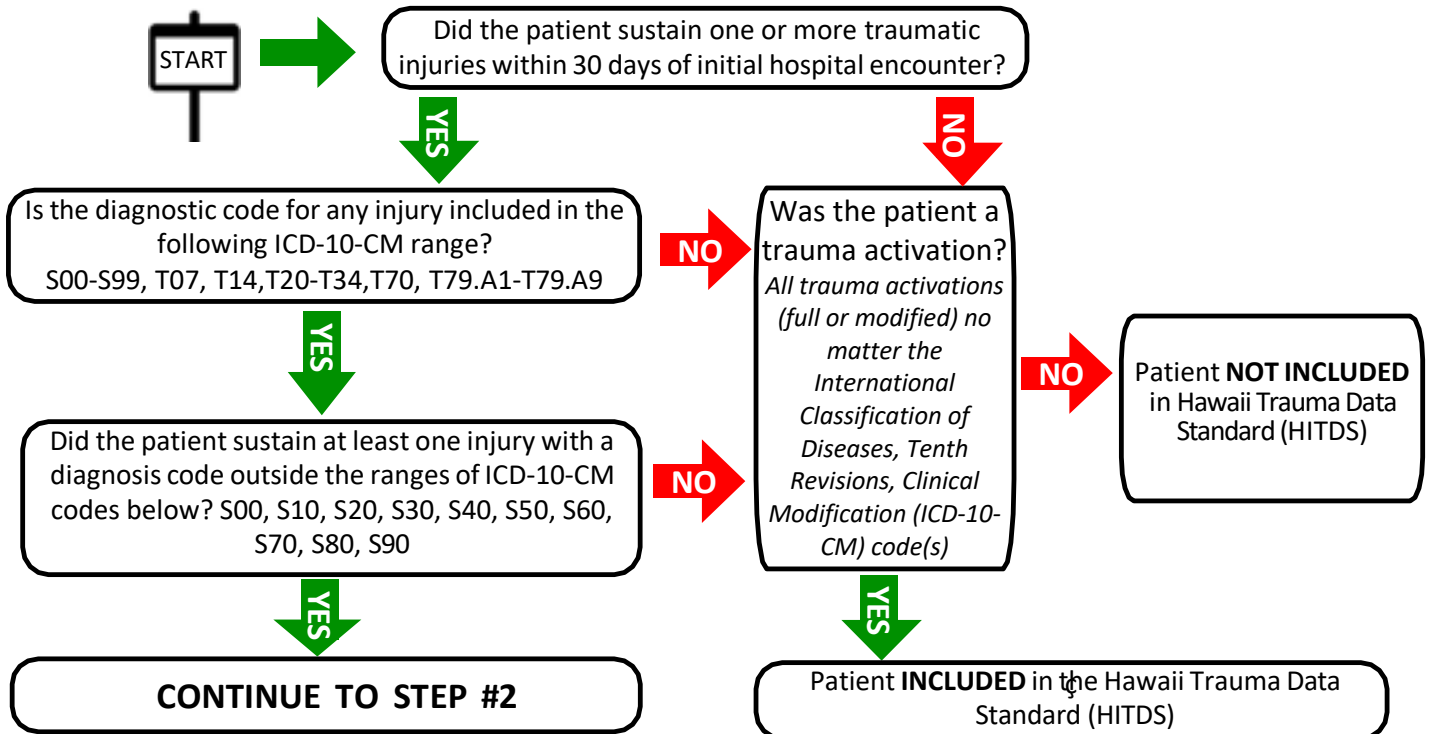 START
Did the patient sustain one or more traumatic
injuries within 30 days of initial hospital encounter?
YES
NO
Is the diagnostic code for any injury included in the
following ICD-10-CM range?
S00-S99, T07, T14,T20-T34,T70, T79.A1-T79.A9
NO
Was the patient a
trauma activation?
All trauma activations
(full or modified) no
matter the
International
Classification of
Diseases, Tenth
Revisions, Clinical
Modification (ICD-10-
CM) code(s)
NO
Patient NOT INCLUDED
in Hawaii Trauma Data
Standard (HITDS)
YES
Did the patient sustain at least one injury with a
diagnosis code outside the ranges of ICD-10-CM
codes below? S00, S10, S20, S30, S40, S50, S60,
S70, S80, S90
NO
YES
YES
CONTINUE TO STEP #2
Patient INCLUDED in the Hawaii Trauma Data
ç
Standard (HITDS)